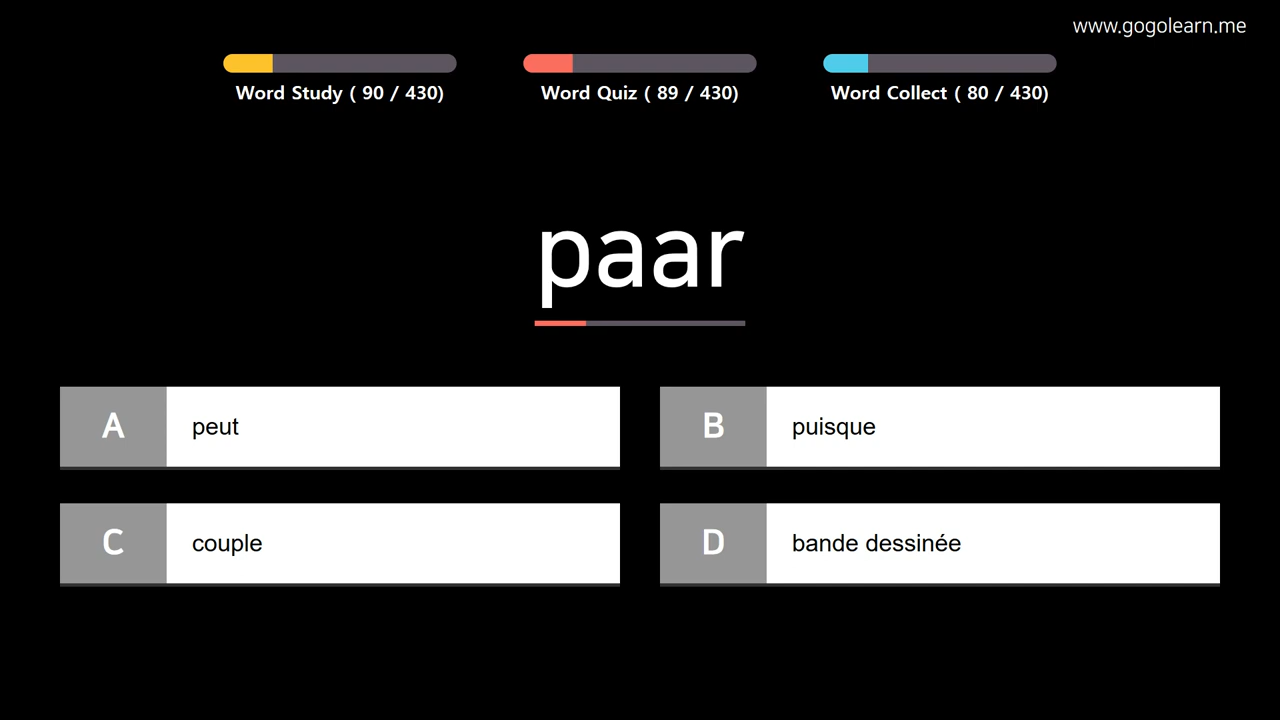 www.gogolearn.me
Word Study ( 90 / 430)
Word Quiz ( 89 / 430)
Word Collect ( 80 / 430)
paar
A peut
B puisque
C couple
D bande dessinée